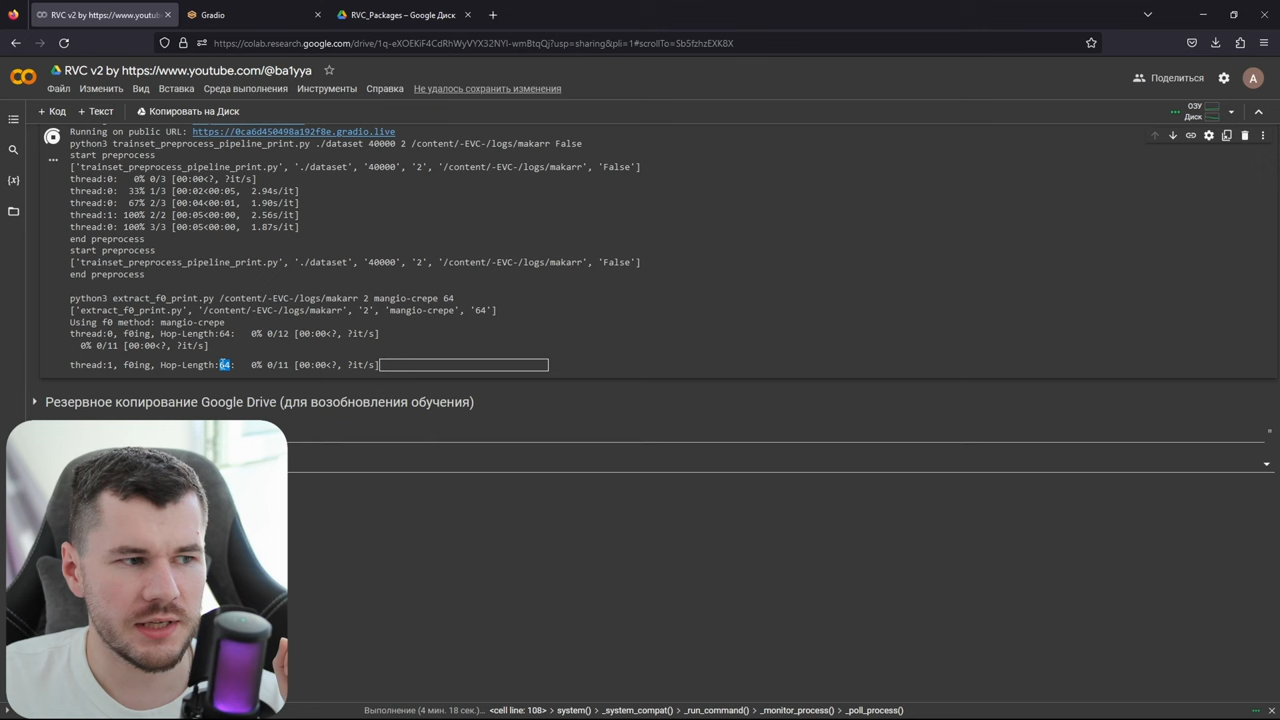 RVC v2 by https://www.youtu
Gradio
RVC_Packages – Google Диск
https://colab.research.google.com/drive/1q-eXOEKiF4CdRhWyVYX32NYI-wmBtqQj?usp=sharing&pli=1#scrollTo=Sb5fzhzEXK8X
RVC v2 by https://www.youtube.com/@ba1yya
Файл Изменить Вид Вставка Среда выполнения Инструменты Справка Не удалось сохранить изменения
Поделиться
A
+ Код + Текст Копировать на Диск
ОЗУ
Диск
Running on public URL: https://0ca6d450498a192f8e.gradio.live
python3 trainset_preprocess_pipeline_print.py ./dataset 40000 2 /content/-EVC-/logs/makarr False
start preprocess
['trainset_preprocess_pipeline_print.py', './dataset', '40000', '2', '/content/-EVC-/logs/makarr', 'False']
thread:0: 0% 0/3 [00:00<?, ?it/s]
thread:0: 33% 1/3 [00:02<00:05, 2.94s/it]
thread:0: 67% 2/3 [00:04<00:01, 1.90s/it]
thread:1: 100% 2/2 [00:05<00:00, 2.56s/it]
thread:0: 100% 3/3 [00:05<00:00, 1.87s/it]
end preprocess
start preprocess
['trainset_preprocess_pipeline_print.py', './dataset', '40000', '2', '/content/-EVC-/logs/makarr', 'False']
end preprocess
python3 extract_f0_print.py /content/-EVC-/logs/makarr 2 mangio-crepe 64
['extract_f0_print.py', '/content/-EVC-/logs/makarr', '2', 'mangio-crepe', '64']
Using f0 method: mangio-crepe
thread:0, f0ing, Hop-Length:64: 0% 0/12 [00:00<?, ?it/s]
0% 0/11 [00:00<?, ?it/s]
thread:1, f0ing, Hop-Length:64: 0% 0/11 [00:00<?, ?it/s]
Резервное копирование Google Drive (для возобновления обучения)
"
Выполнение (4 мин. 18 сек.) <cell line: 108> > system() > _system_compat() > _run_command() > _monitor_process() > _poll_process()